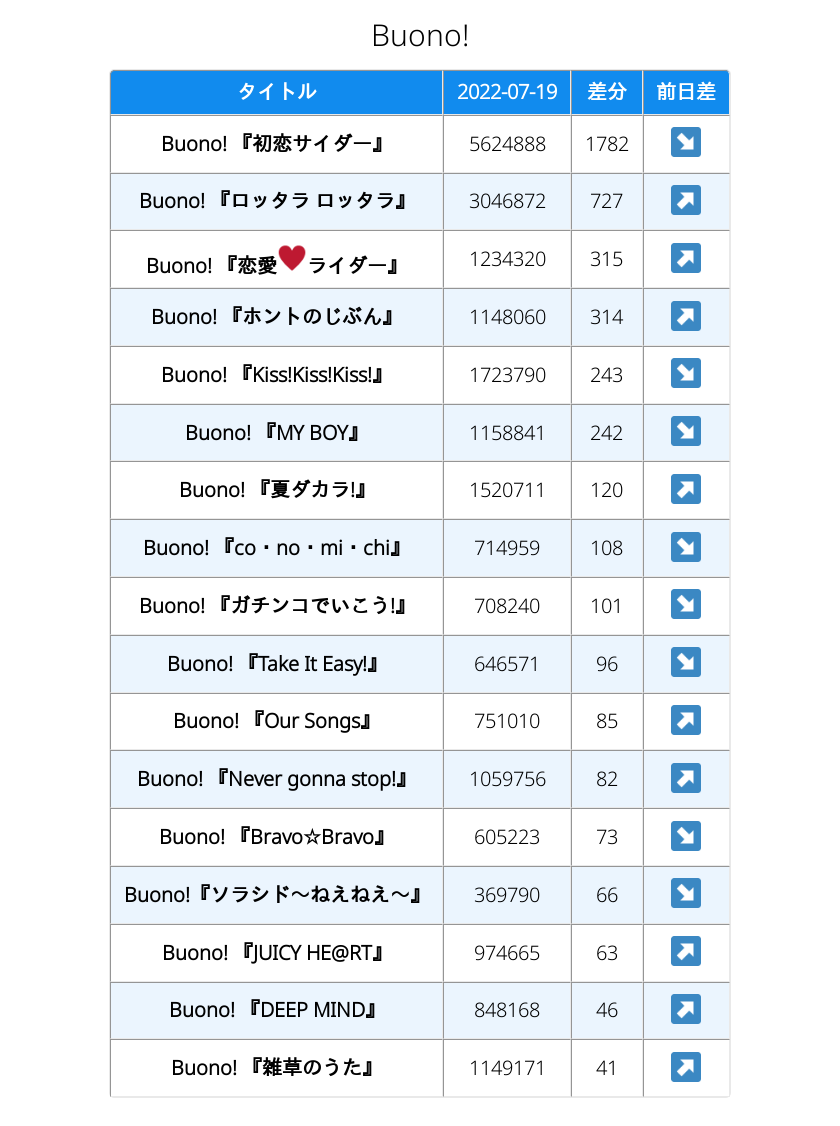 Buono!
タイトル 2022-07-19 差分 前日差
Buono! 『初恋サイダー』 5624888 1782 ↘
Buono! 『ロッタラ ロッタラ』 3046872 727 ↗
Buono! 『恋愛♥ライダー』 1234320 315 ↗
Buono! 『ホントのじぶん』 1148060 314 ↗
Buono! 『Kiss!Kiss!Kiss!』 1723790 243 ↘
Buono! 『MY BOY』 1158841 242 ↘
Buono! 『夏ダカラ!』 1520711 120 ↗
Buono! 『co・no・mi・chi』 714959 108 ↘
Buono! 『ガチンコでいこう!』 708240 101 ↘
Buono! 『Take It Easy!』 646571 96 ↘
Buono! 『Our Songs』 751010 85 ↗
Buono! 『Never gonna stop!』 1059756 82 ↗
Buono! 『Bravo☆Bravo』 605223 73 ↘
Buono!『ソラシド〜ねえねえ〜』 369790 66 ↘
Buono! 『JUICY HE@RT』 974665 63 ↗
Buono! 『DEEP MIND』 848168 46 ↗
Buono! 『雑草のうた』 1149171 41 ↗